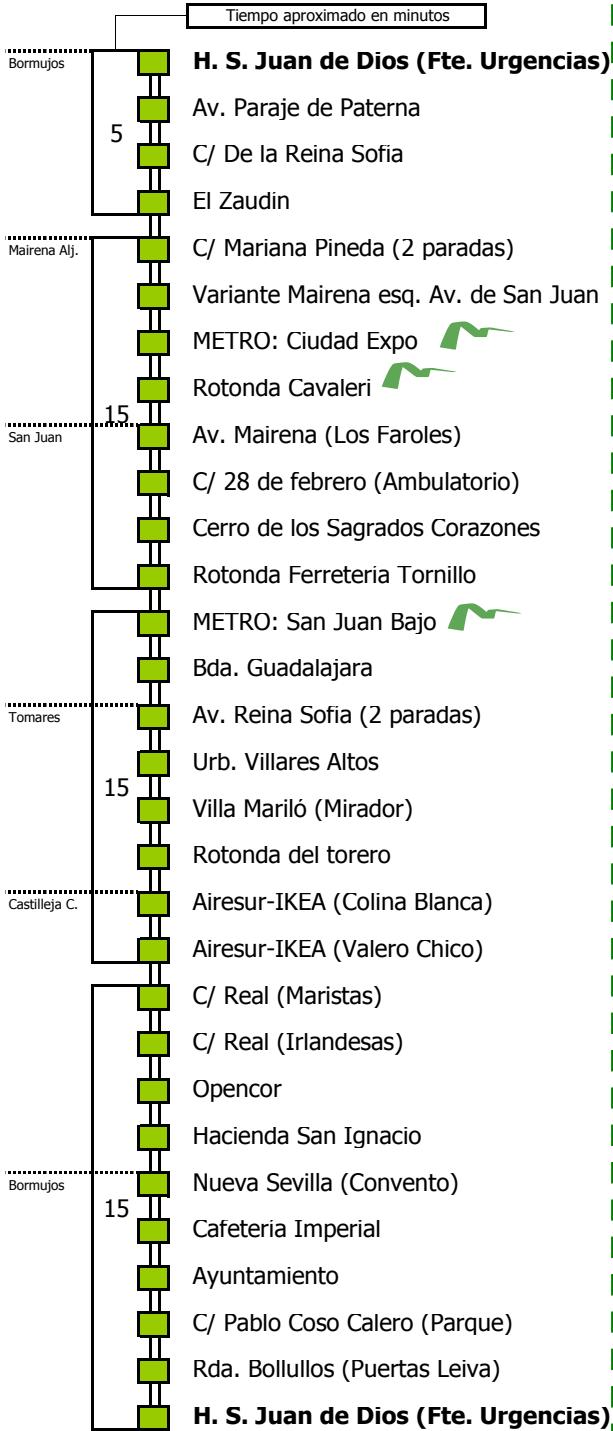 Tiempo aproximado en minutos
Bormujos
H. S. Juan de Dios (Fte. Urgencias)
Av. Paraje de Paterna
5
C/ De la Reina Sofia
El Zaudin
Mairena Alj.
C/ Mariana Pineda (2 paradas)
Variante Mairena esq. Av. de San Juan
METRO: Ciudad Expo
Rotonda Cavaleri
15
San Juan
Av. Mairena (Los Faroles)
C/ 28 de febrero (Ambulatorio)
Cerro de los Sagrados Corazones
Rotonda Ferreteria Tornillo
METRO: San Juan Bajo
Bda. Guadalajara
Tomares
Av. Reina Sofia (2 paradas)
Urb. Villares Altos
15
Villa Mariló (Mirador)
Rotonda del torero
Castilleja C.
Airesur-IKEA (Colina Blanca)
Airesur-IKEA (Valero Chico)
C/ Real (Maristas)
C/ Real (Irlandesas)
Opencor
Hacienda San Ignacio
Bormujos
Nueva Sevilla (Convento)
15
Cafeteria Imperial
Ayuntamiento
C/ Pablo Coso Calero (Parque)
Rda. Bollullos (Puertas Leiva)
H. S. Juan de Dios (Fte. Urgencias)